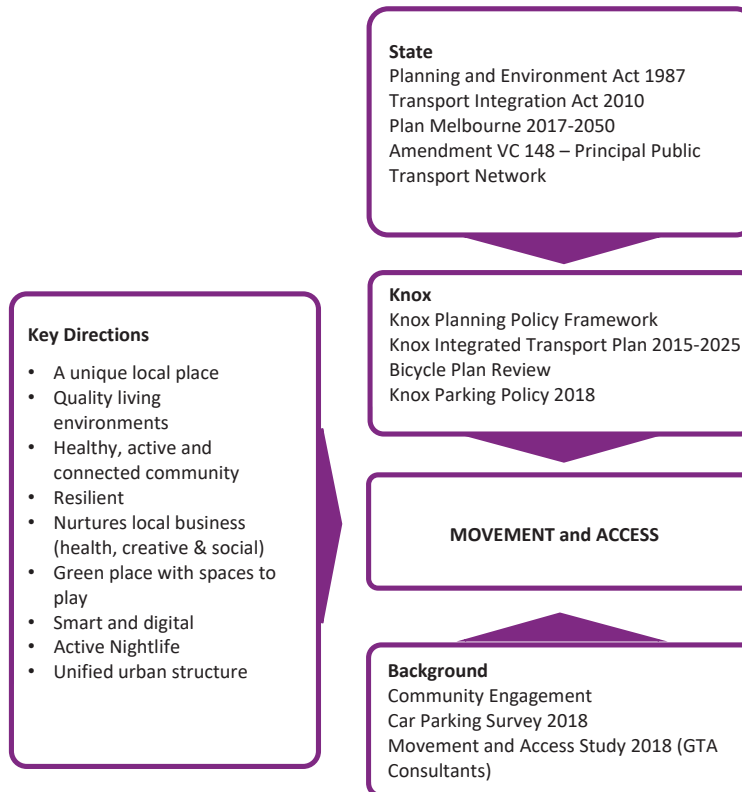 State
Planning and Environment Act 1987
Transport Integration Act 2010
Plan Melbourne 2017-2050
Amendment VC 148 – Principal Public
Transport Network
Knox
Knox Planning Policy Framework
Knox Integrated Transport Plan 2015-2025
Bicycle Plan Review
Knox Parking Policy 2018
Key Directions
• A unique local place
• Quality living
environments
• Healthy, active and
connected community
• Resilient
• Nurtures local business
(health, creative & social)
• Green place with spaces to
play
• Smart and digital
• Active Nightlife
• Unified urban structure
MOVEMENT and ACCESS
Background
Community Engagement
Car Parking Survey 2018
Movement and Access Study 2018 (GTA
Consultants)